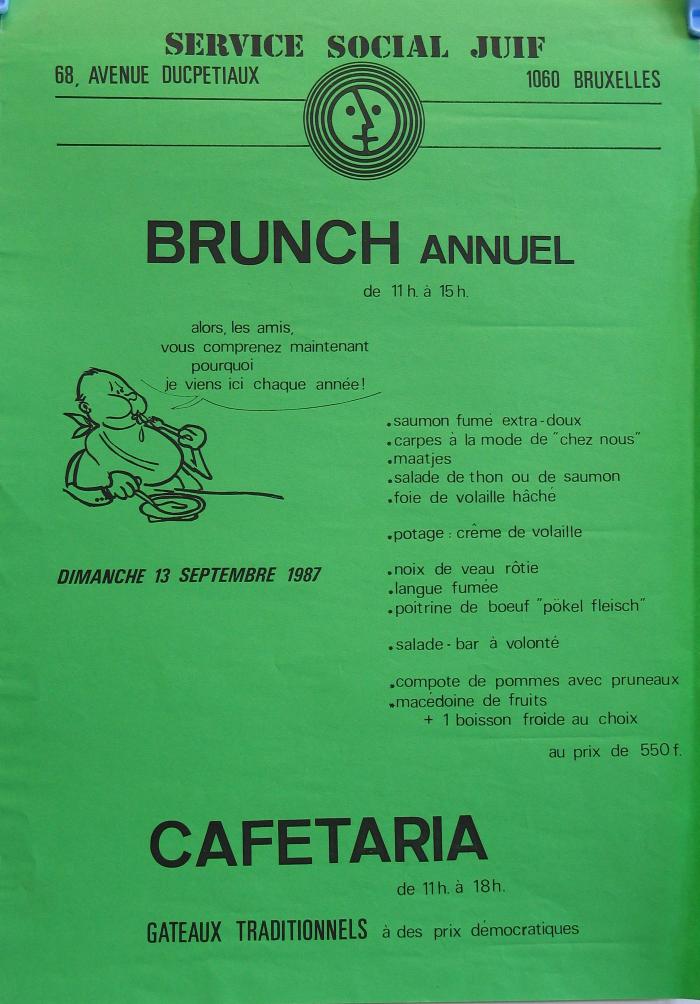 SERVICE SOCIAL JUIF
68, AVENUE DUCPETIAUX
1060 BRUXELLES
BRUNCH ANNUEL
de 11 h. à 15 h.
alors, les amis,
vous comprenez maintenant
pourquoi
je viens ici chaque année!
.saumon fumé extra-doux
.carpes à la mode de "chez nous"
.maatjes
.salade de thon ou de saumon
.foie de volaille hâché
.potage : crême de volaille
DIMANCHE 13 SEPTEMBRE 1987
.noix de veau rôtie
.langue fumée
.poitrine de boeuf "pökel fleisch"
.salade-bar à volonté
.compote de pommes avec pruneaux
.macédoine de fruits
+ 1 boisson froide au choix
au prix de 550 f.
CAFETARIA
de 11 h. à 18 h.
GATEAUX TRADITIONNELS à des prix démocratiques